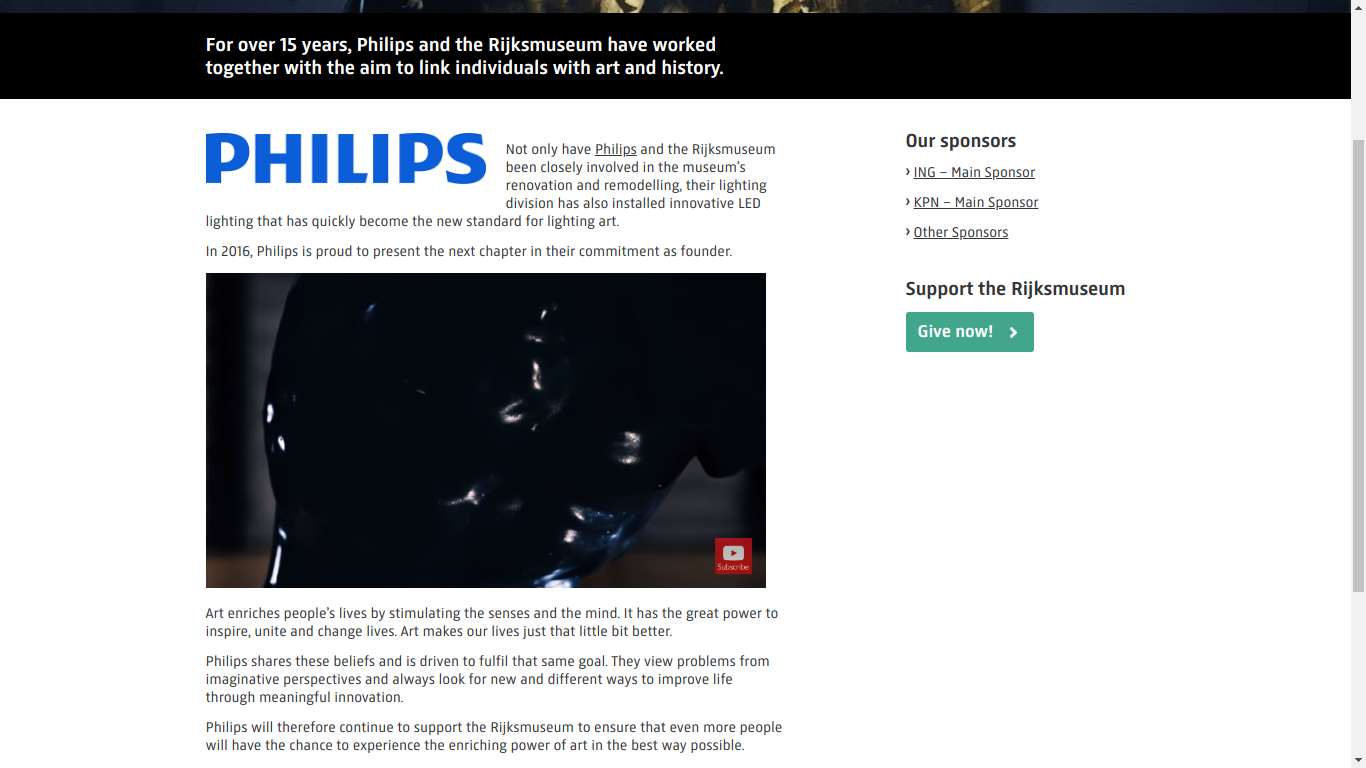 For over 15 years, Philips and the Rijksmuseum have worked
together with the aim to link individuals with art and history.
PHILIPS
Not only have Philips and the Rijksmuseum
been closely involved in the museum's
renovation and remodelling, their lighting
division has also installed innovative LED
lighting that has quickly become the new standard for lighting art.
In 2016, Philips is proud to present the next chapter in their commitment as founder.
Subscribe
Art enriches people's lives by stimulating the senses and the mind. It has the great power to
inspire, unite and change lives. Art makes our lives just that little bit better.
Philips shares these beliefs and is driven to fulfil that same goal. They view problems from
imaginative perspectives and always look for new and different ways to improve life
through meaningful innovation.
Philips will therefore continue to support the Rijksmuseum to ensure that even more people
will have the chance to experience the enriching power of art in the best way possible.
Our sponsors
› ING – Main Sponsor
› KPN – Main Sponsor
› Other Sponsors
Support the Rijksmuseum
Give now!